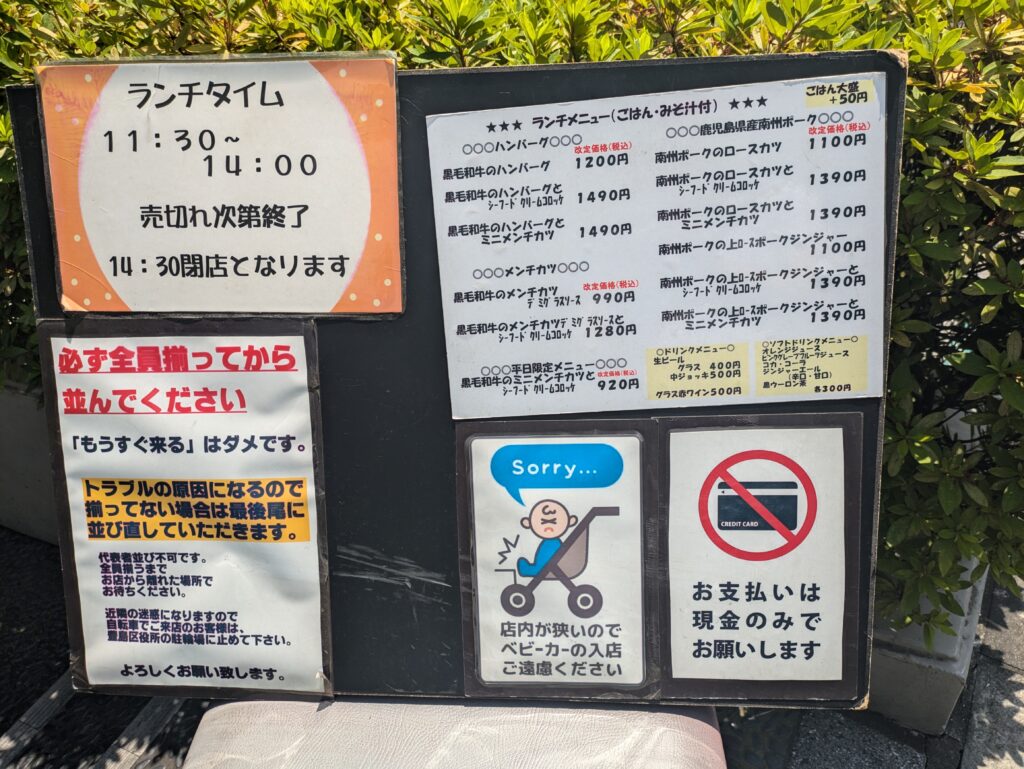 ランチタイム
11：30～
14：00
売切れ次第終了
14：30閉店となります
必ず全員揃ってから
並んでください
「もうすぐ来る」はダメです。
トラブルの原因になるので
揃ってない場合は最後尾に
並び直していただきます。
代表者並び不可です。
全員揃うまで
お店から離れた場所で
お待ちください。
近隣の迷惑になりますので
自転車でご来店のお客様は、
豊島区役所の駐輪場に止めて下さい。
よろしくお願い致します。
★★★ ランチメニュー(ごはん・みそ汁付) ★★★
ごはん大盛
+50円
○○○ハンバーグ○○○
改定価格(税込)
黒毛和牛のハンバーグ 1200円
黒毛和牛のハンバーグと
シーフード クリームコロッケ 1490円
黒毛和牛のハンバーグと
ミニメンチカツ 1490円
○○○メンチカツ○○○
改定価格(税込)
黒毛和牛のメンチカツ
デミグラスソース 990円
黒毛和牛のメンチカツデミグラスソースと
シーフード クリームコロッケ 1280円
○○○平日限定メニュー○○○
黒毛和牛のミニメンチカツと
シーフード クリームコロッケ 920円
○○○鹿児島県産南州ポーク○○○
改定価格(税込)
南州ポークのロースカツ 1100円
南州ポークのロースカツと
シーフード クリームコロッケ 1390円
南州ポークのロースカツと
ミニメンチカツ 1390円
南州ポークの上ロースポークジンジャー
1100円
南州ポークの上ロースポークジンジャーと
シーフード クリームコロッケ 1390円
南州ポークの上ロースポークジンジャーと
ミニメンチカツ 1390円
○ドリンクメニュー○
生ビール
グラス 400円
中ジョッキ500円
グラス赤ワイン500円
○ソフトドリンクメニュー○
オレンジジュース
ピンクグレープフルーツジュース
コカ・コーラ
ジンジャーエール
(辛口・甘口)
黒ウーロン茶 各300円
Sorry...
店内が狭いので
ベビーカーの入店
ご遠慮ください
CREDIT CARD
お支払いは
現金のみで
お願いします